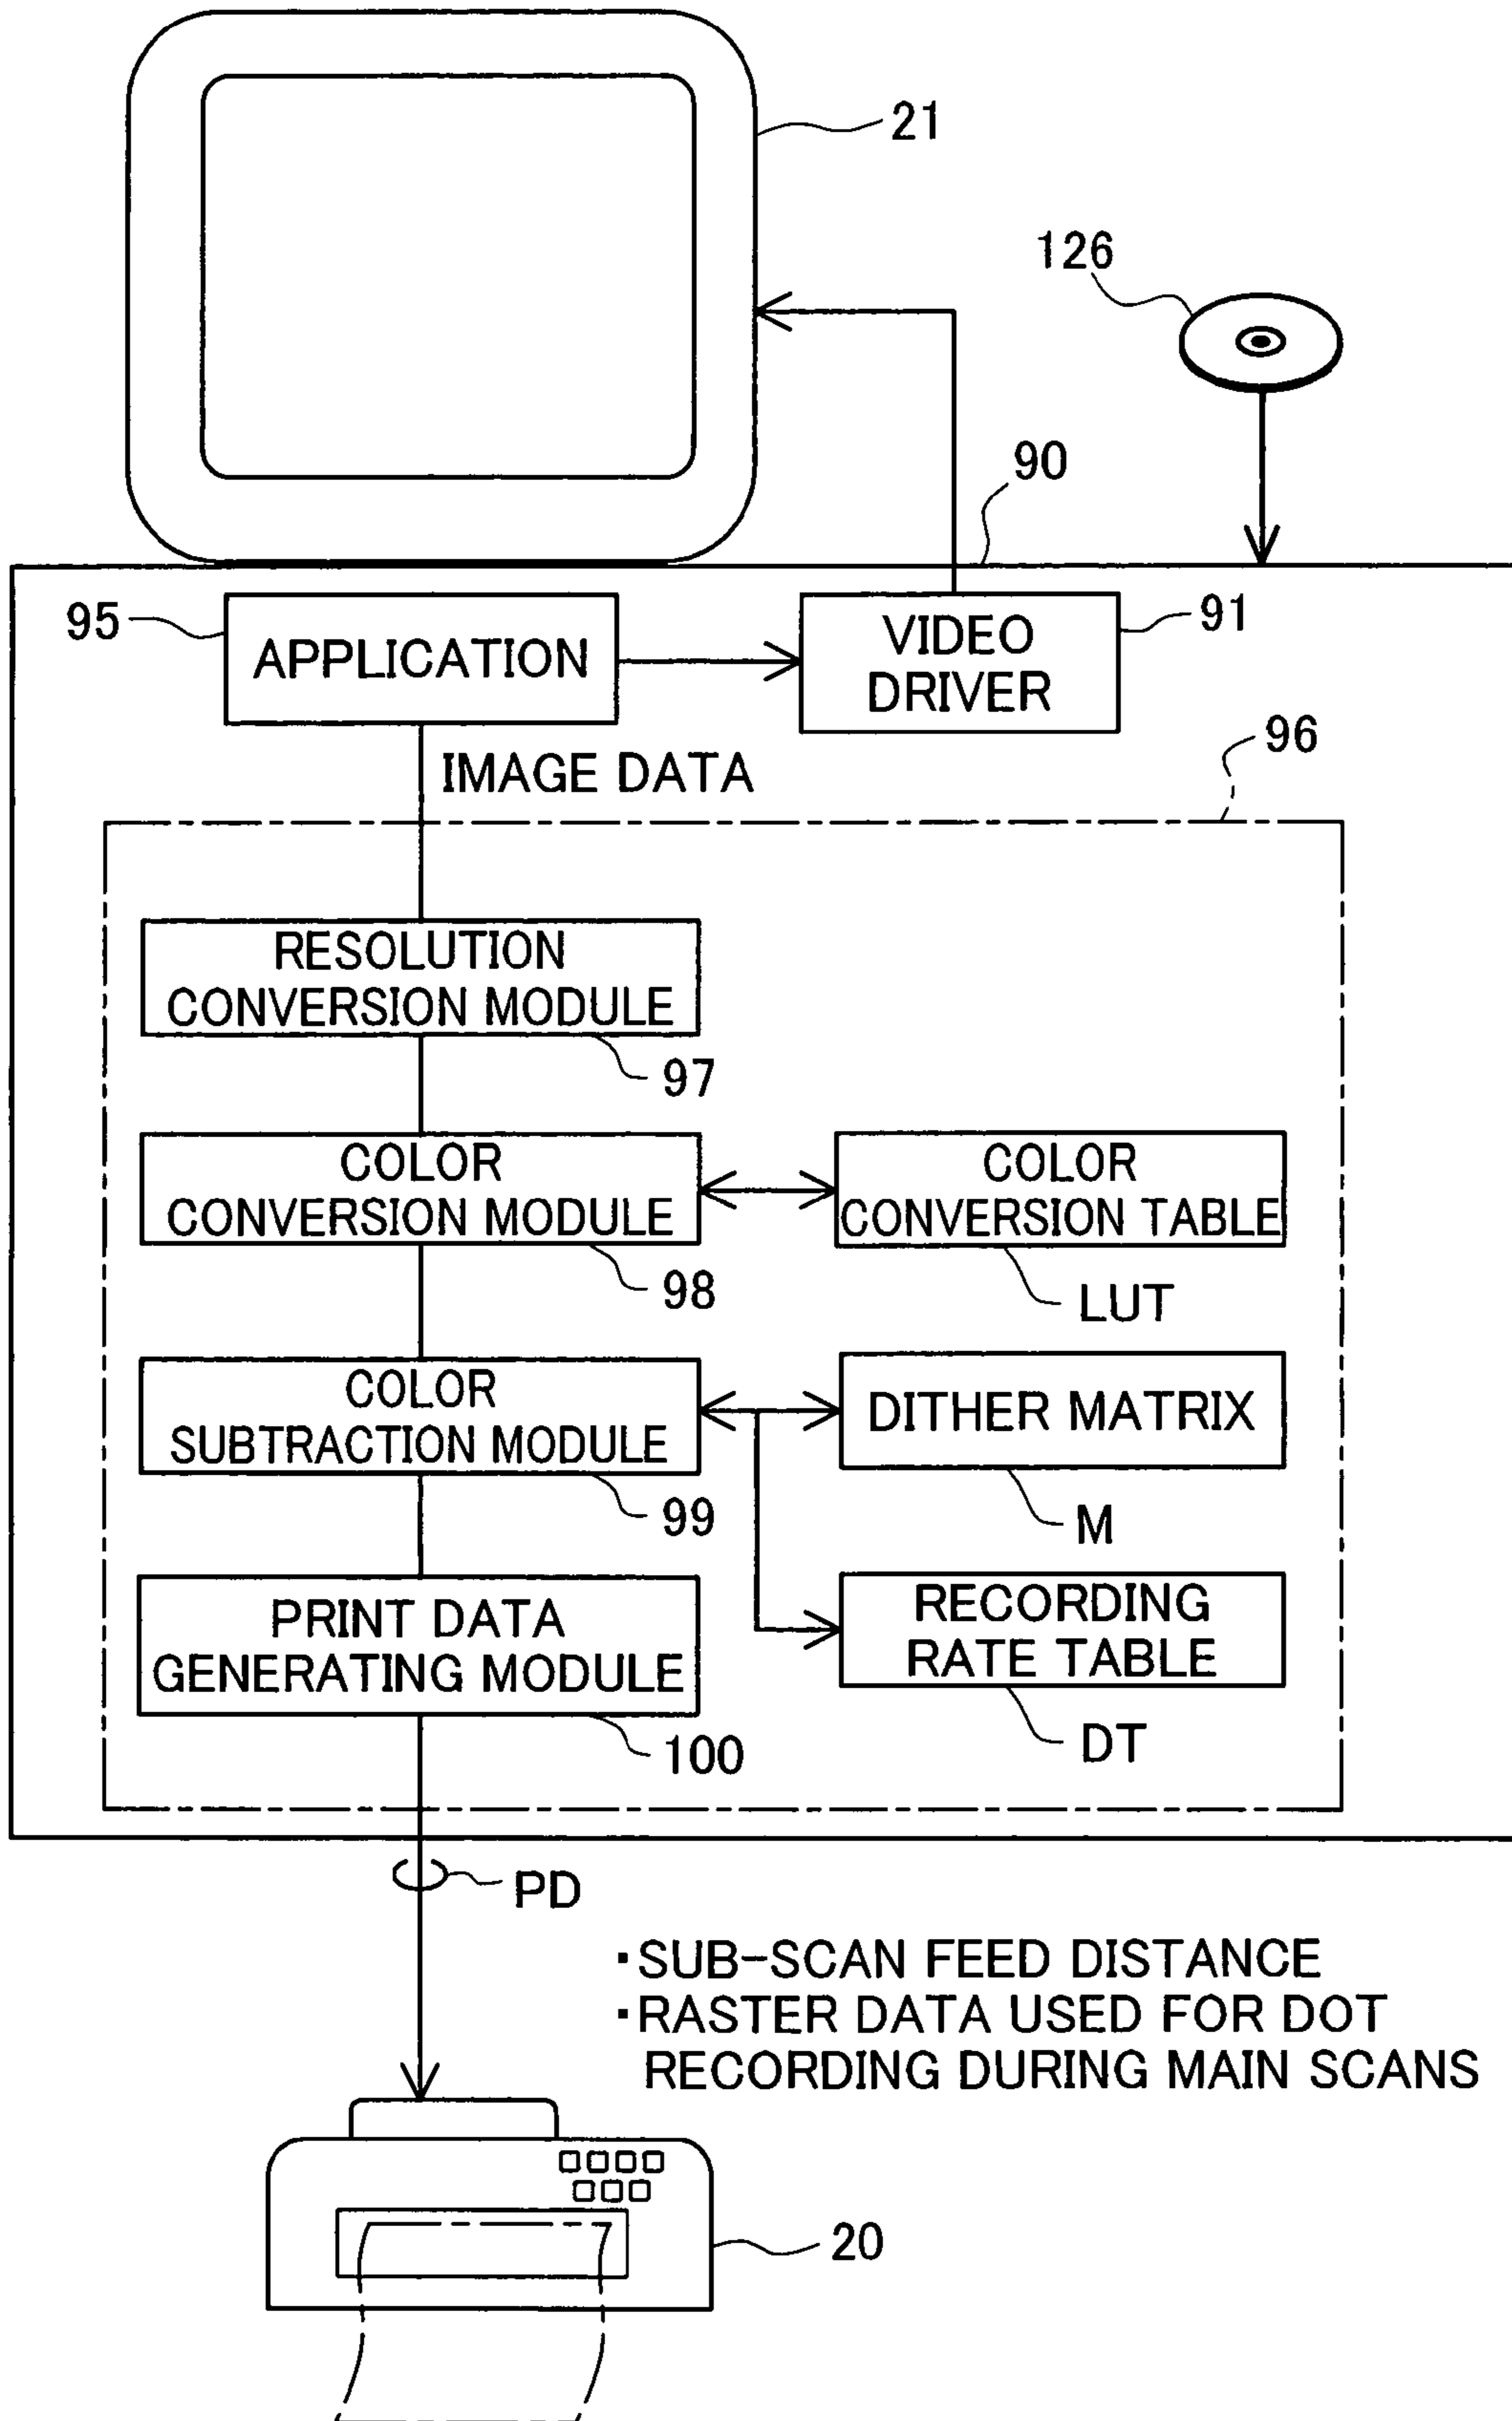 21
126
90
95
APPLICATION
VIDEO
DRIVER
91
IMAGE DATA
96
RESOLUTION
CONVERSION MODULE
97
COLOR
CONVERSION MODULE
98
COLOR
CONVERSION TABLE
LUT
COLOR
SUBTRACTION MODULE
99
DITHER MATRIX
M
PRINT DATA
GENERATING MODULE
100
RECORDING
RATE TABLE
DT
PD
・SUB-SCAN FEED DISTANCE
・RASTER DATA USED FOR DOT
RECORDING DURING MAIN SCANS
20